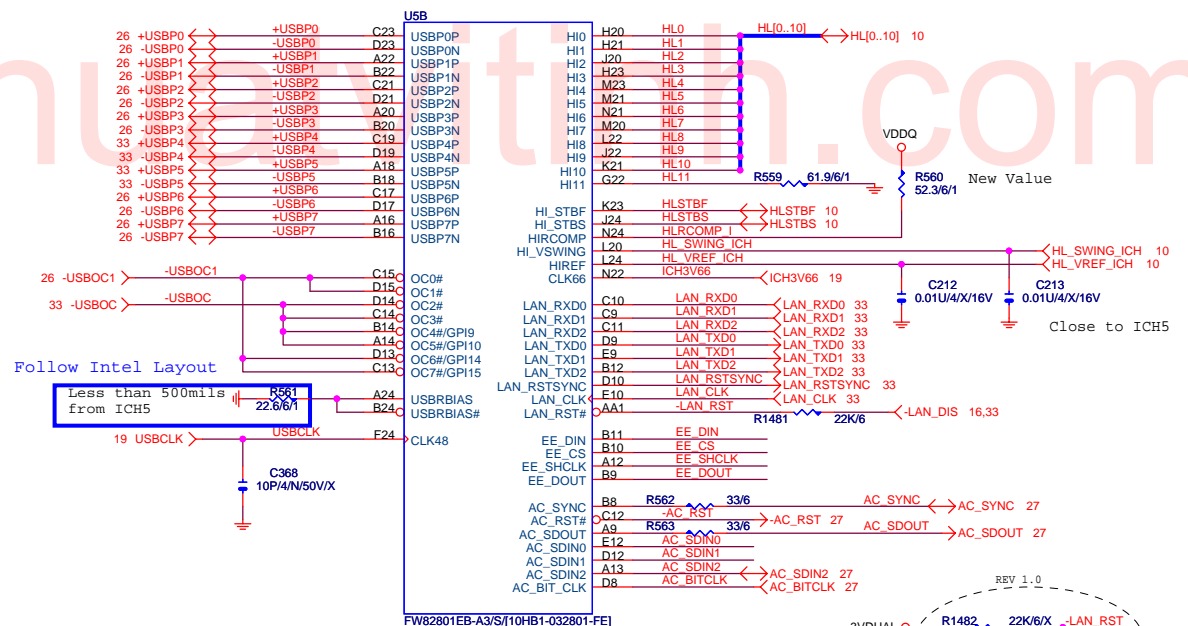 U5B
26 +USBP0 +USBP0 C23 USBP0P HI0 H20 HL0 HL[0..10] HL[0..10] 10
26 -USBP0 -USBP0 D23 USBP0N HI1 H21 HL1
26 +USBP1 +USBP1 A22 USBP1P HI2 J20 HL2
26 -USBP1 -USBP1 B22 USBP1N HI3 H23 HL3
26 +USBP2 +USBP2 C21 USBP2P HI4 M23 HL4
26 -USBP2 -USBP2 D21 USBP2N HI5 M21 HL5
26 +USBP3 +USBP3 A20 USBP3P HI6 N21 HL6
26 -USBP3 -USBP3 B20 USBP3N HI7 M20 HL7
33 +USBP4 +USBP4 C19 USBP4P HI8 L22 HL8
33 -USBP4 -USBP4 D19 USBP4N HI9 J22 HL9
33 +USBP5 +USBP5 A18 USBP5P HI10 K21 HL10
33 -USBP5 -USBP5 B18 USBP5N HI11 G22 HL11 R559 61.9/6/1
VDDQ
R560
52.3/6/1
New Value
26 +USBP6 +USBP6 C17 USBP6P
26 -USBP6 -USBP6 D17 USBP6N HI_STBF K23 HLSTBF HLSTBF 10
26 +USBP7 +USBP7 A16 USBP7P HI_STBS J24 HLSTBS HLSTBS 10
26 -USBP7 -USBP7 B16 USBP7N HIRCOMP N24 HLRCOMP_I
HI_VSWING L20 HL_SWING_ICH HL_SWING_ICH 10
HIREF L24 HL_VREF_ICH HL_VREF_ICH 10
26 -USBOC1 -USBOC1 C15 OC0# CLK66 N22 ICH3V66 ICH3V66 19
D15 OC1#
C212
0.01U/4/X/16V
C213
0.01U/4/X/16V
Close to ICH5
33 -USBOC -USBOC D14 OC2# LAN_RXD0 C10 LAN_RXD0 LAN_RXD0 33
C14 OC3# LAN_RXD1 C9 LAN_RXD1 LAN_RXD1 33
B14 OC4#/GPI9 LAN_RXD2 C11 LAN_RXD2 LAN_RXD2 33
A14 OC5#/GPI10 LAN_TXD0 D9 LAN_TXD0 LAN_TXD0 33
D13 OC6#/GPI14 LAN_TXD1 E9 LAN_TXD1 LAN_TXD1 33
C13 OC7#/GPI15 LAN_TXD2 B12 LAN_TXD2 LAN_TXD2 33
Follow Intel Layout
LAN_RSTSYNC D10 LAN_RSTSYNC LAN_RSTSYNC 33
Less than 500mils
from ICH5
R561
22.6/6/1
A24 USBRBIAS LAN_CLK E10 LAN_CLK LAN_CLK 33
B24 USBRBIAS# LAN_RST# AA1 -LAN_RST R1481 22K/6 -LAN_DIS 16,33
19 USBCLK USBCLK F24 CLK48 EE_DIN B11 EE_DIN
EE_CS B10 EE_CS
EE_SHCLK A12 EE_SHCLK
EE_DOUT B9 EE_DOUT
C368
10P/4/N/50V/X
AC_SYNC B8 R562 33/6 AC_SYNC AC_SYNC 27
AC_RST# C12 -AC_RST -AC_RST 27
AC_SDOUT A9 R563 33/6 AC_SDOUT AC_SDOUT 27
AC_SDIN0 E12 AC_SDIN0
AC_SDIN1 D12 AC_SDIN1
AC_SDIN2 A13 AC_SDIN2 AC_SDIN2 27
AC_BIT_CLK D8 AC_BITCLK AC_BITCLK 27
REV 1.0
FW82801EB-A3/S/[10HB1-032801-FE]
R1482 22K/6/X -LAN_RST